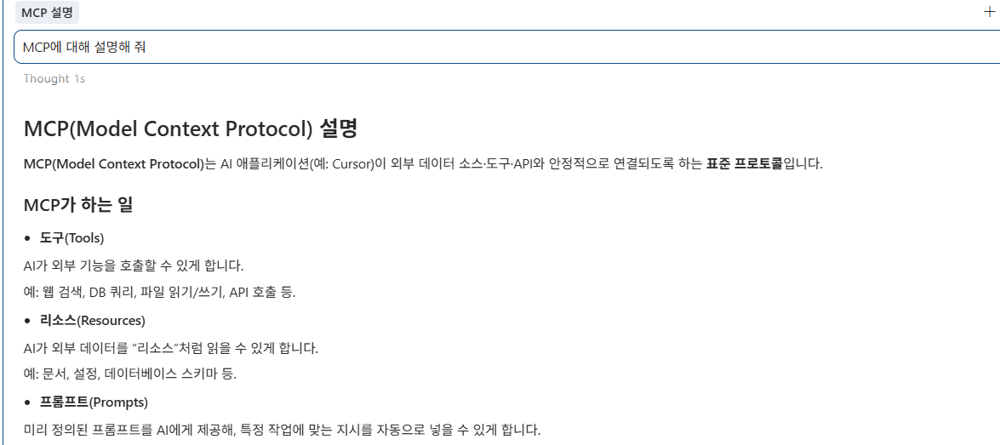 MCP 설명
MCP에 대해 설명해 줘
Thought 1s
MCP(Model Context Protocol) 설명
MCP(Model Context Protocol)는 AI 애플리케이션(예: Cursor)이 외부 데이터 소스·도구·API와 안정적으로 연결되도록 하는 표준 프로토콜입니다.
MCP가 하는 일
• 도구(Tools)
AI가 외부 기능을 호출할 수 있게 합니다.
예: 웹 검색, DB 쿼리, 파일 읽기/쓰기, API 호출 등.
• 리소스(Resources)
AI가 외부 데이터를 “리소스”처럼 읽을 수 있게 합니다.
예: 문서, 설정, 데이터베이스 스키마 등.
• 프롬프트(Prompts)
미리 정의된 프롬프트를 AI에게 제공해, 특정 작업에 맞는 지시를 자동으로 넣을 수 있게 합니다.